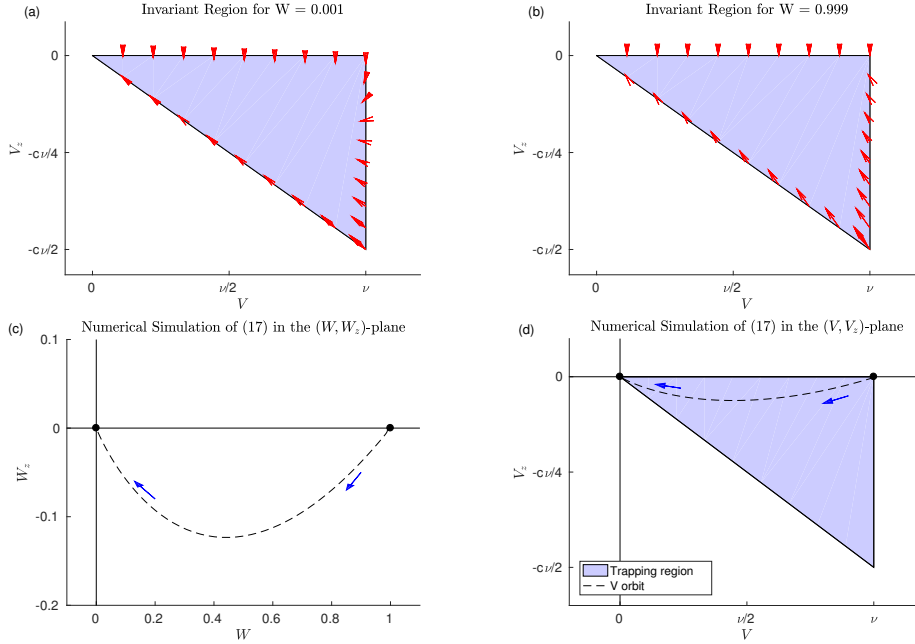 (a)
Invariant Region for W = 0.001
0
-cν/4
-cν/2
V_z
0
ν/2
ν
V
(b)
Invariant Region for W = 0.999
0
-cν/4
-cν/2
V_z
0
ν/2
ν
V
(c)
Numerical Simulation of (17) in the (W, W_z)-plane
0.1
0
-0.1
-0.2
W_z
0
0.2
0.4
0.6
0.8
1
W
(d)
Numerical Simulation of (17) in the (V, V_z)-plane
0
-cν/4
-cν/2
V_z
Trapping region
V orbit
0
ν/2
ν
V